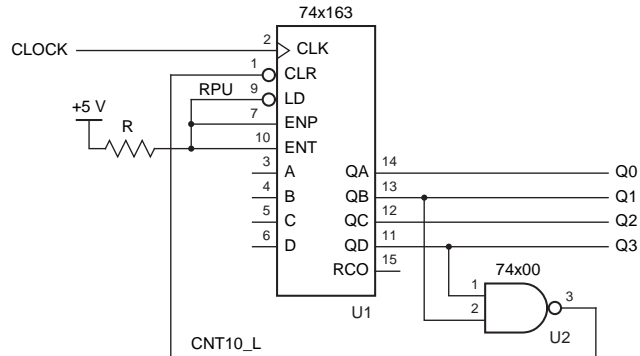 74x163
CLOCK
2
CLK
1
CLR
RPU
9
LD
+5 V
R
7
ENP
10
ENT
3
A
QA
14
Q0
4
B
QB
13
Q1
5
C
QC
12
Q2
6
D
QD
11
Q3
RCO
15
74x00
1
2
3
U1
U2
CNT10_L